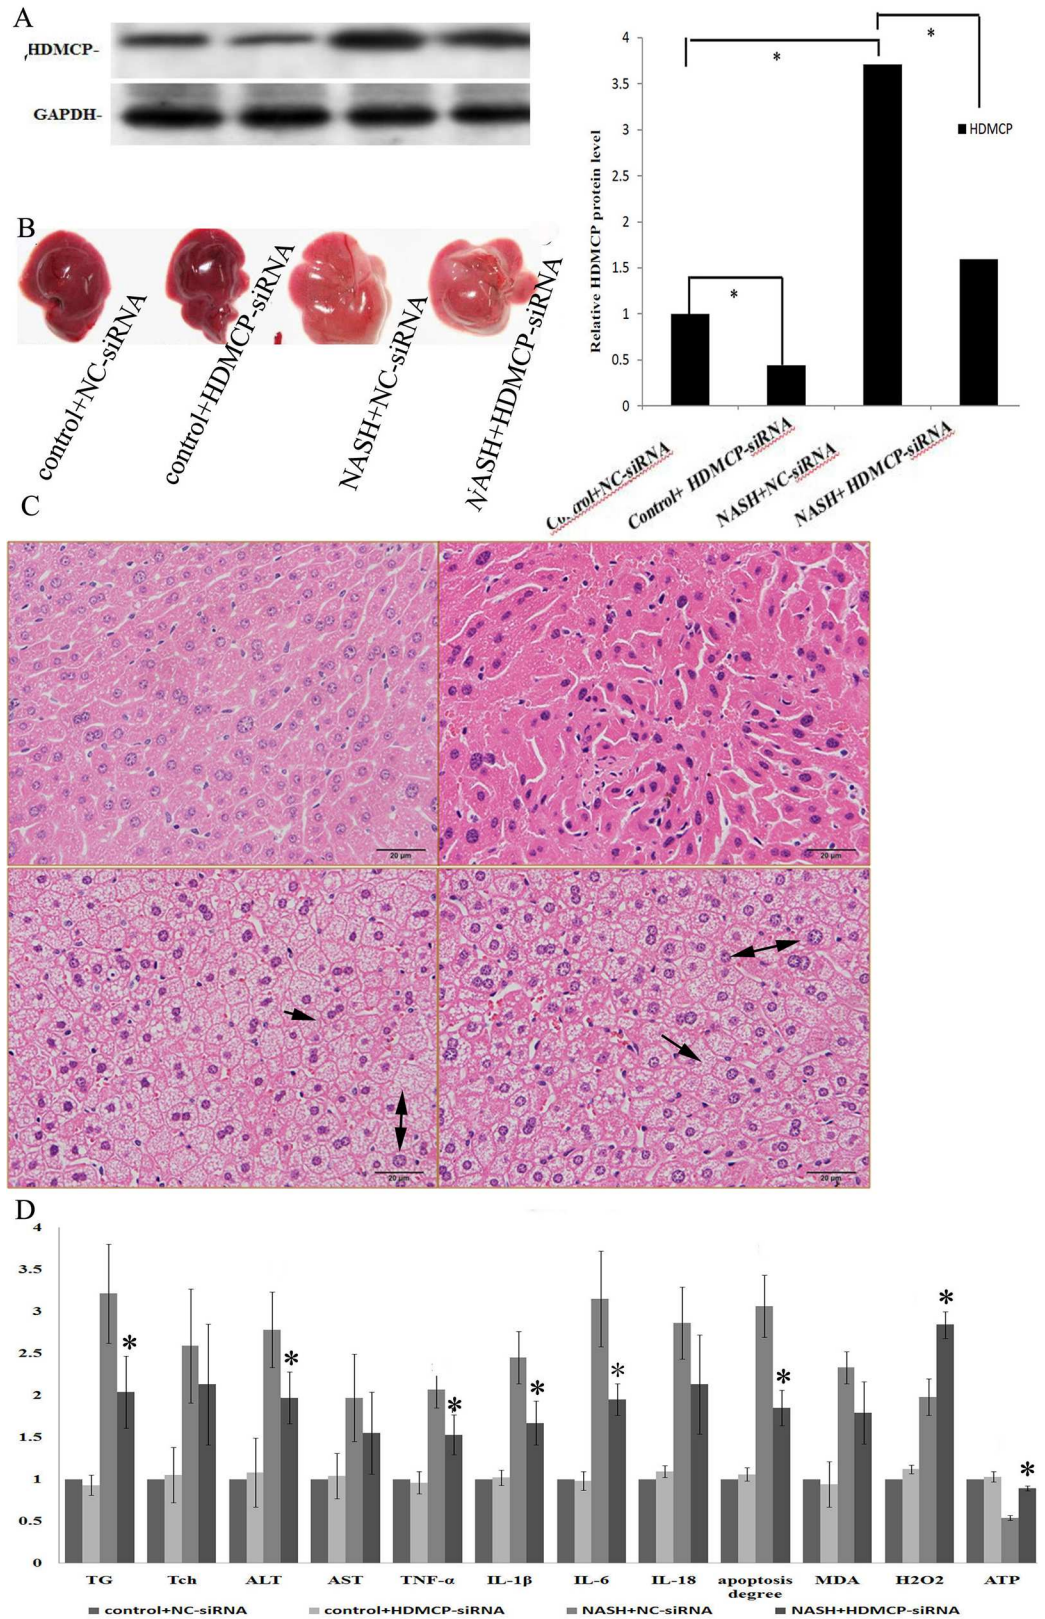 A
HDMCP-
GAPDH-
Relative HDMCP protein level
4
3.5
3
2.5
2
1.5
1
0.5
0
*
*
*
HDMCP
Control+NC-siRNA
Control+ HDMCP-siRNA
NASH+NC-siRNA
NASH+ HDMCP-siRNA
B
control+NC-siRNA
control+HDMCP-siRNA
NASH+NC-siRNA
NASH+HDMCP-siRNA
C
20 μm
20 μm
20 μm
20 μm
D
4
3.5
3
2.5
2
1.5
1
0.5
0
*
*
*
*
*
*
*
*
TG Tch ALT AST TNF-α IL-1β IL-6 IL-18 apoptosis degree MDA H2O2 ATP
control+NC-siRNA control+HDMCP-siRNA NASH+NC-siRNA NASH+HDMCP-siRNA